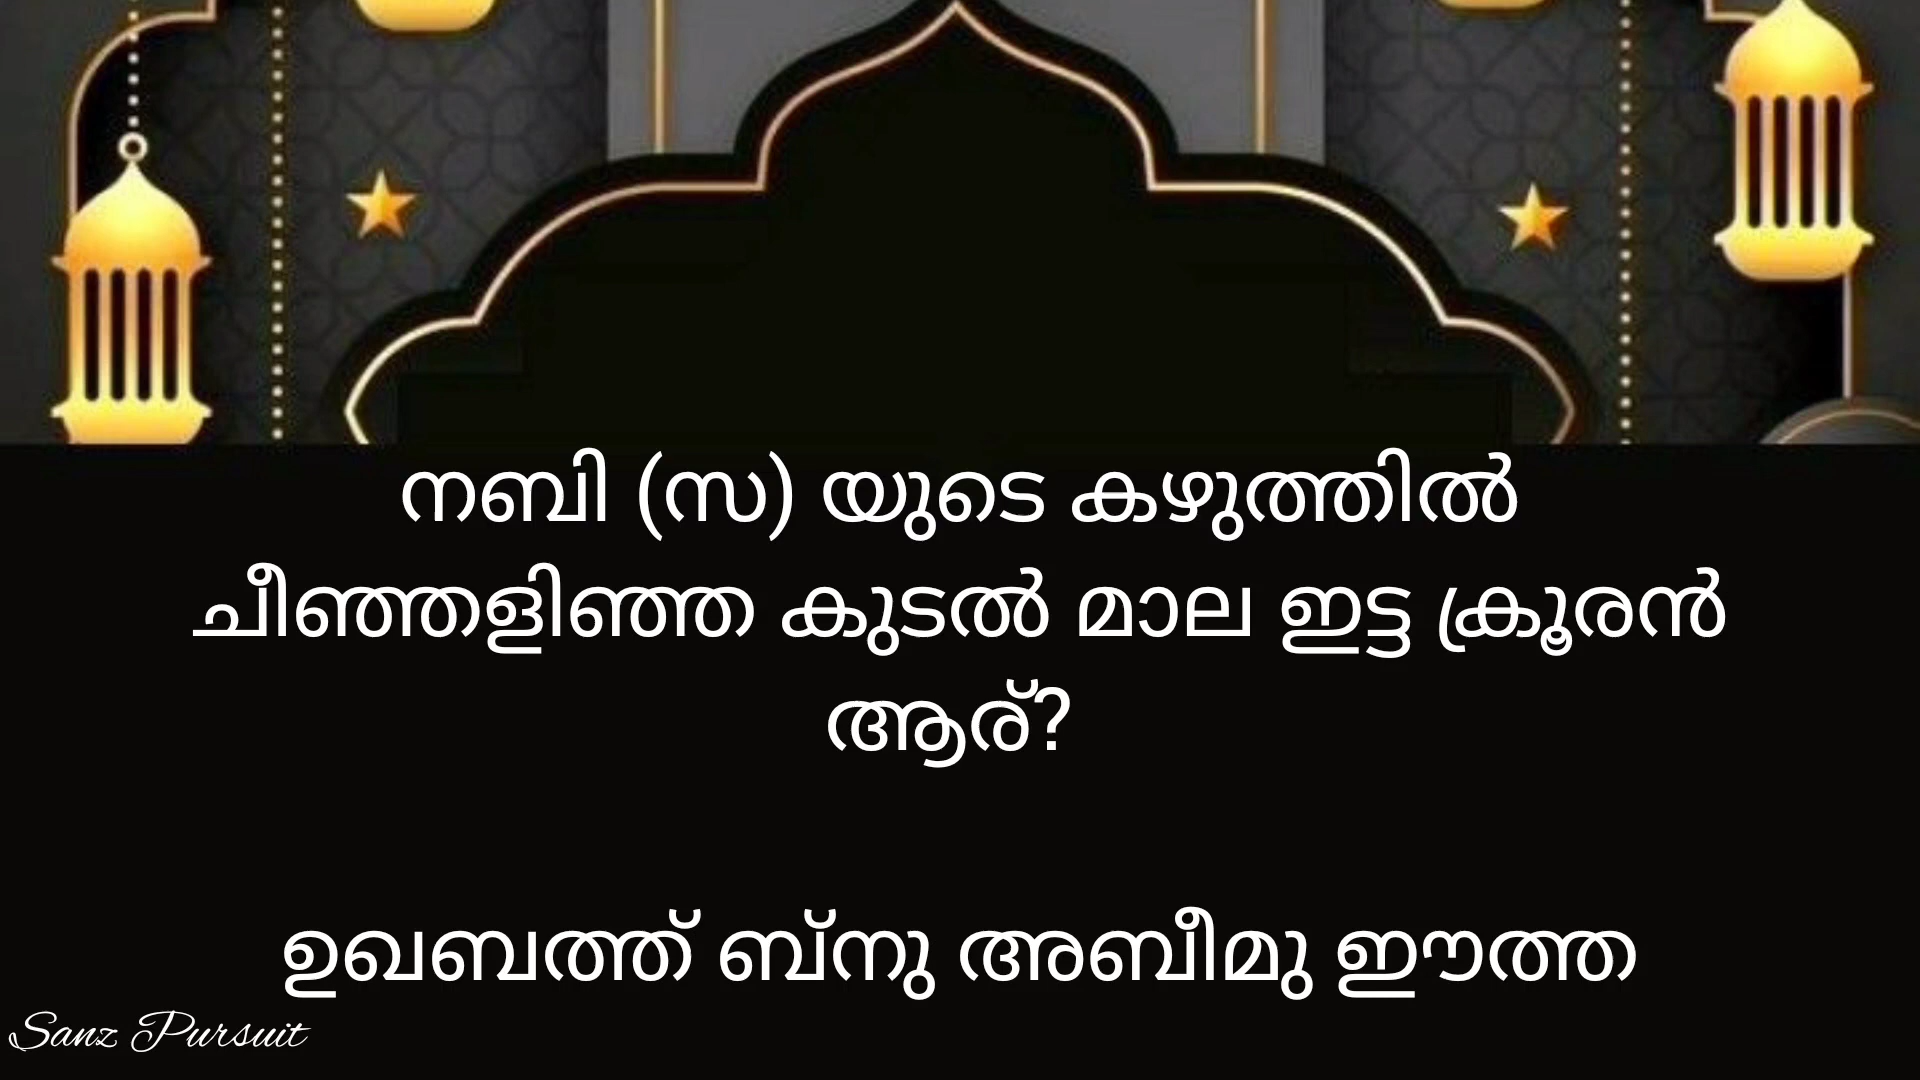 നബി (സ) യുടെ കഴുത്തിൽ
ചീഞ്ഞളിഞ്ഞ കുടൽ മാല ഇട്ട ക്രൂരൻ
ആര്?
ഉഖബത്ത് ബ്നു അബീമു ഈത്ത
Sanz Pursuit